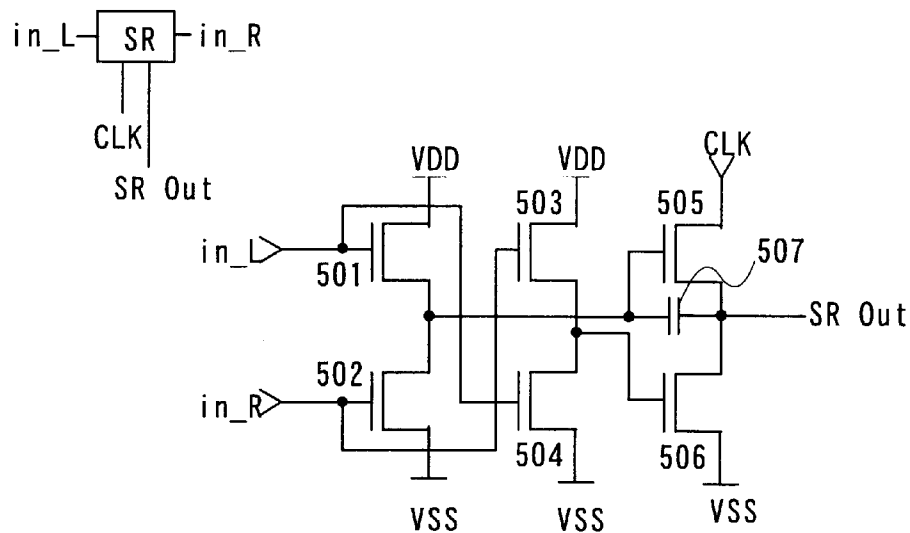 in_L SR in_R
CLK
SR Out
VDD VDD CLK
503 505
in_L 501 507
SR Out
502
in_R
504 506
VSS VSS VSS